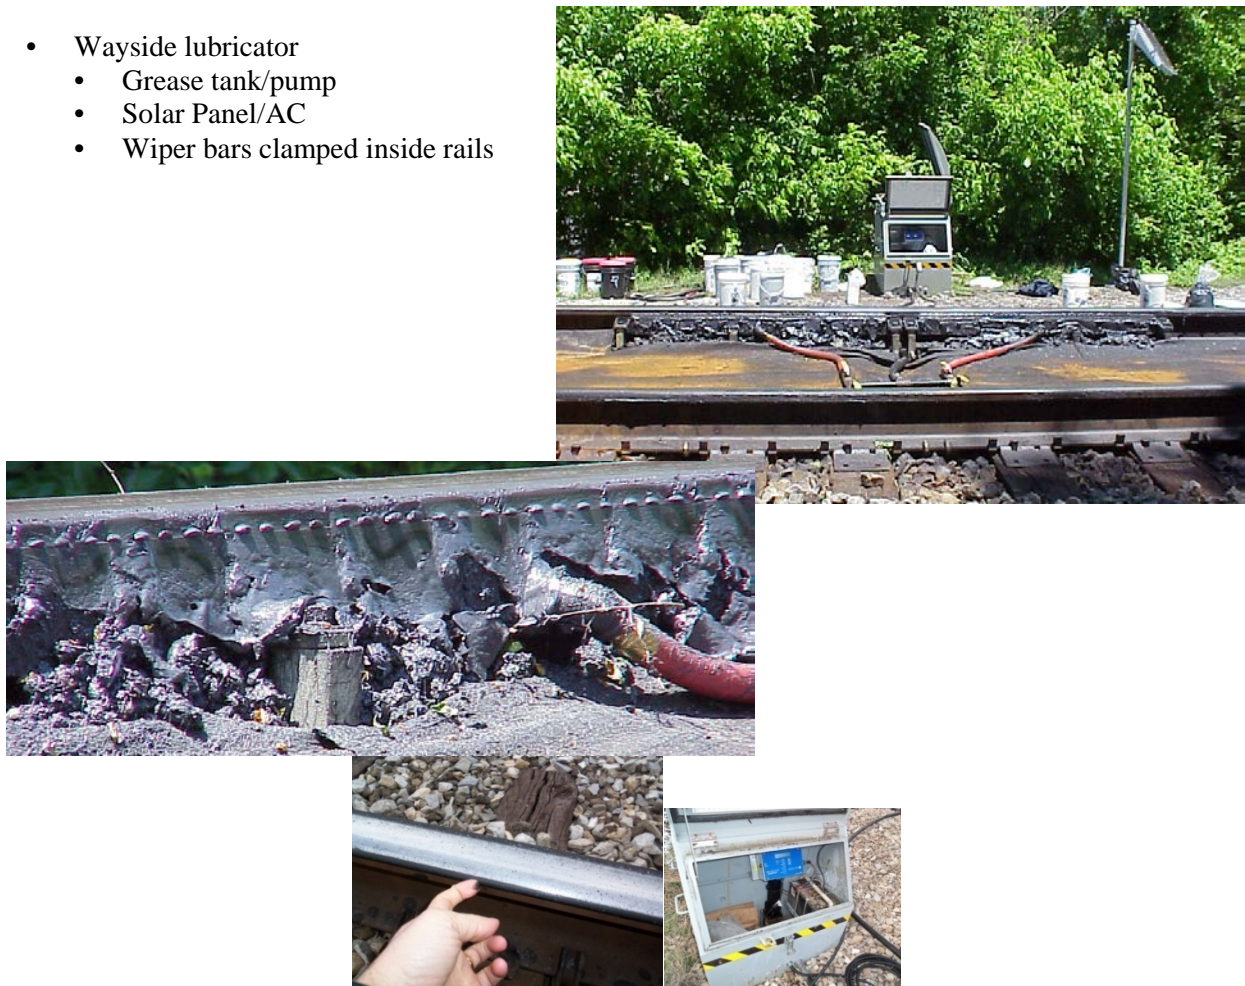 • Wayside lubricator
• Grease tank/pump
• Solar Panel/AC
• Wiper bars clamped inside rails